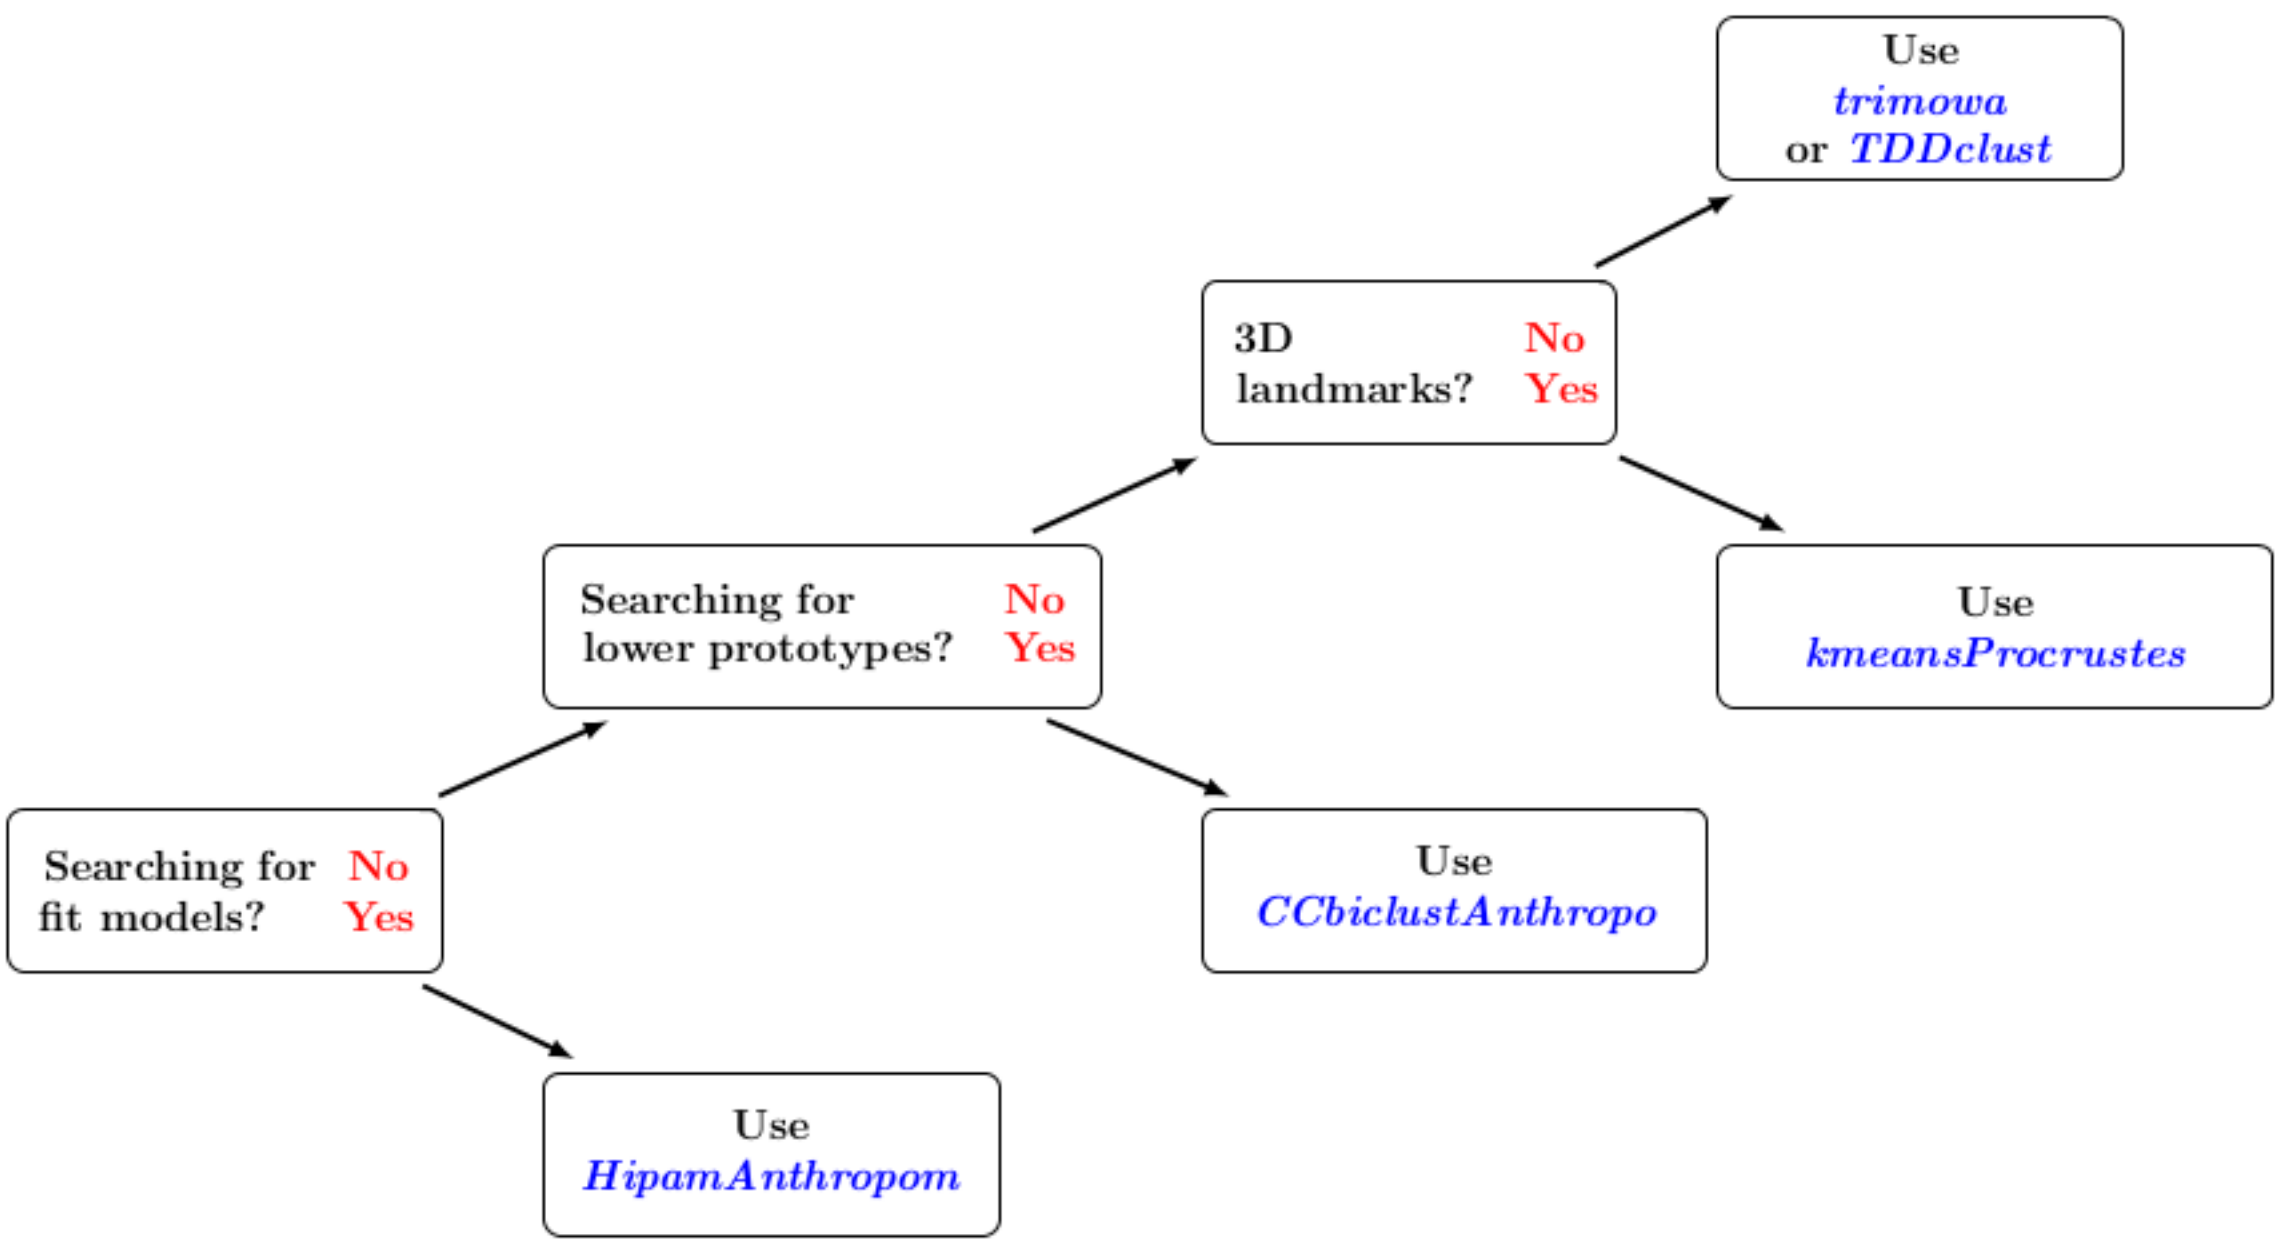 Use
trimowa
or TDDclust
3D No
landmarks? Yes
Searching for No
lower prototypes? Yes
Use
kmeansProcrustes
Searching for No
fit models? Yes
Use
CCbiclustAnthropo
Use
HipamAnthropom